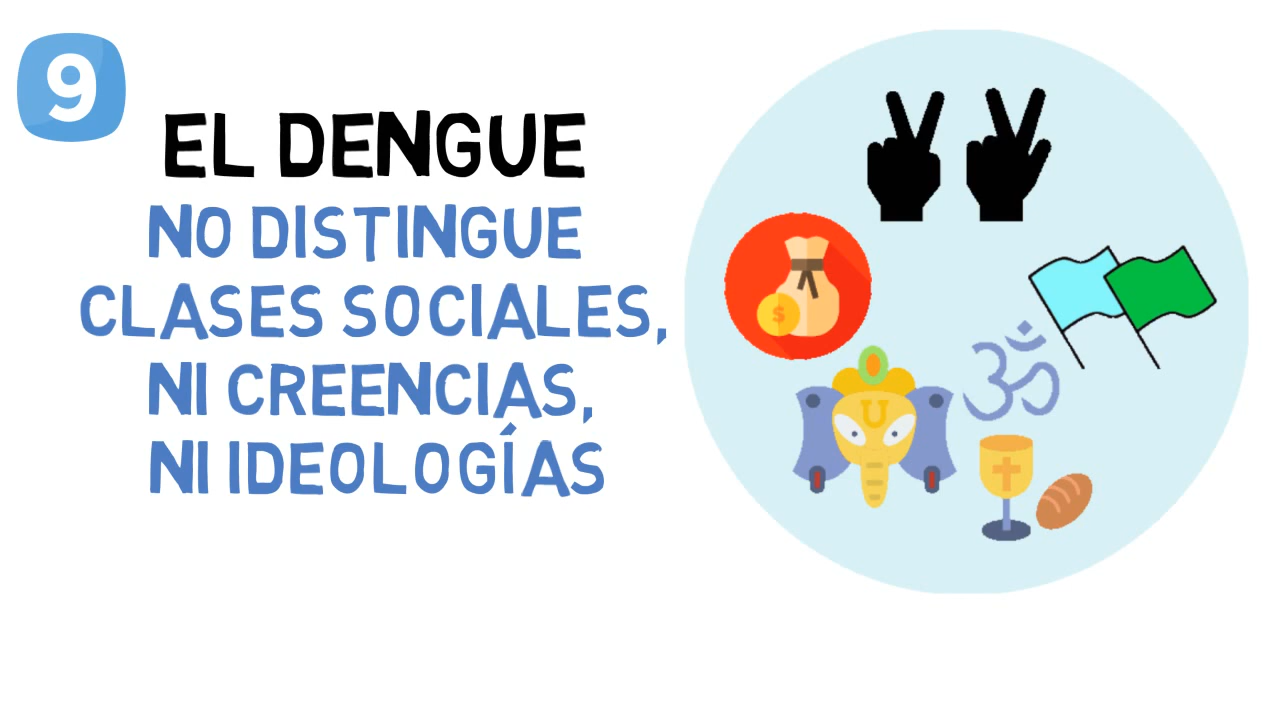 9
EL DENGUE
NO DISTINGUE
CLASES SOCIALES,
NI CREENCIAS,
NI IDEOLOGÍAS
$
U
ॐ